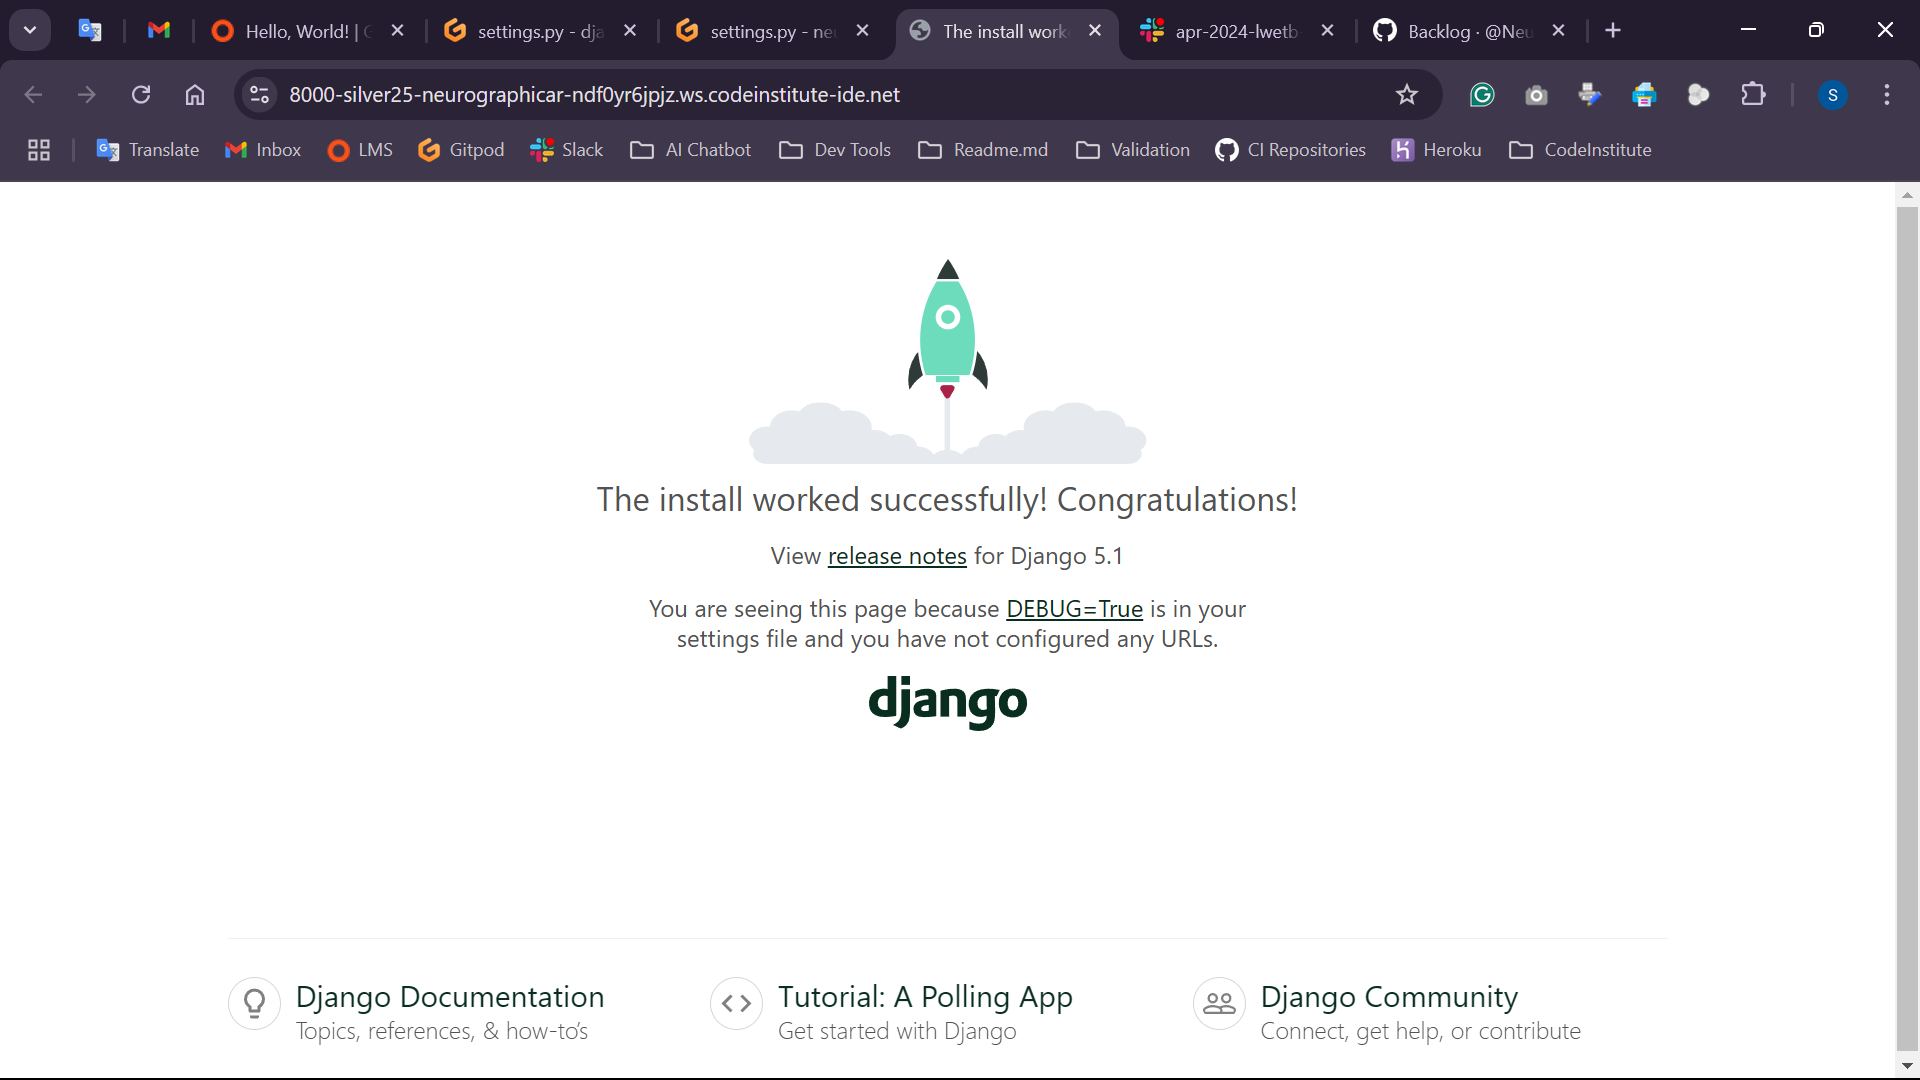 Hello, World! | C
settings.py - dja
settings.py - neu
The install work
apr-2024-lwetb
Backlog · @Neu
8000-silver25-neurographicar-ndf0yr6jpjz.ws.codeinstitute-ide.net
S
Translate
Inbox
LMS
Gitpod
Slack
AI Chatbot
Dev Tools
Readme.md
Validation
CI Repositories
Heroku
CodeInstitute
The install worked successfully! Congratulations!
View release notes for Django 5.1
You are seeing this page because DEBUG=True is in your
settings file and you have not configured any URLs.
django
Django Documentation
Topics, references, & how-to's
Tutorial: A Polling App
Get started with Django
Django Community
Connect, get help, or contribute